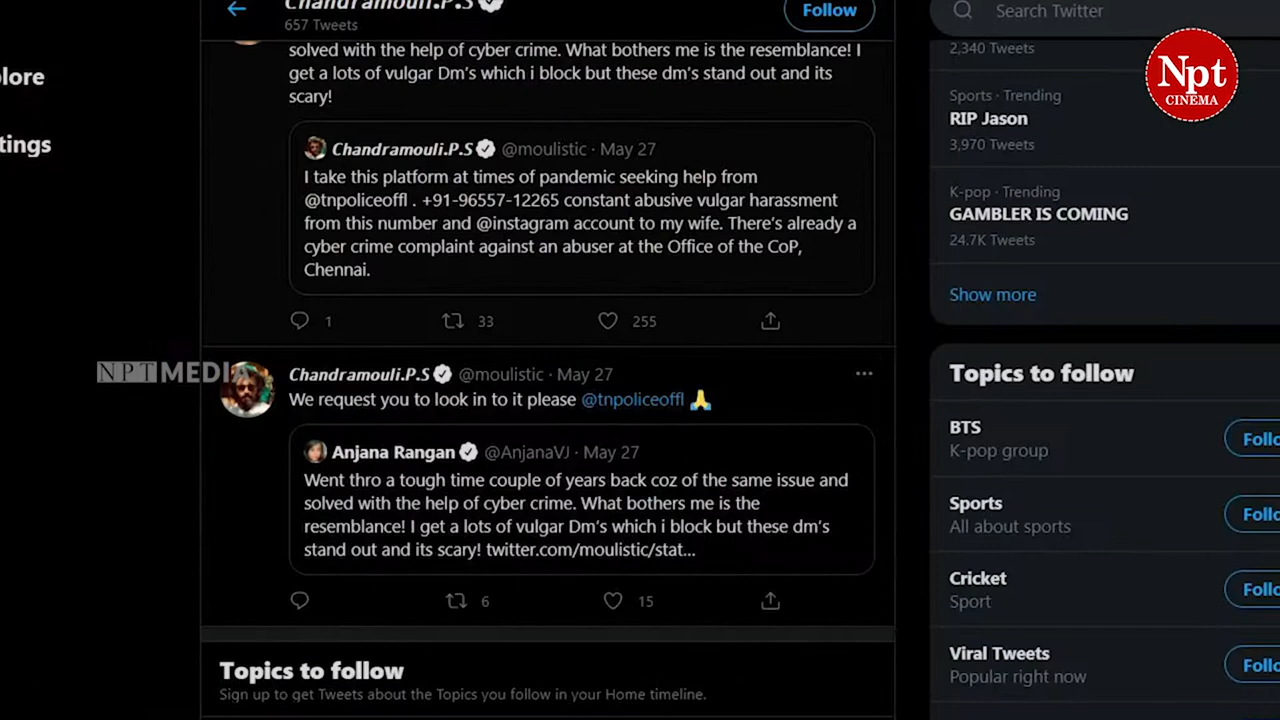 Chandramouli.P.S
657 Tweets
Follow
solved with the help of cyber crime. What bothers me is the resemblance! I
get a lots of vulgar Dm's which i block but these dm's stand out and its
scary!
Chandramouli.P.S @moulistic · May 27
I take this platform at times of pandemic seeking help from
@tnpoliceoffl . +91-96557-12265 constant abusive vulgar harassment
from this number and @instagram account to my wife. There's already a
cyber crime complaint against an abuser at the Office of the CoP,
Chennai.
1 33 255
Chandramouli.P.S @moulistic · May 27
We request you to look in to it please @tnpoliceoffl 🙏
Anjana Rangan @AnjanaVJ · May 27
Went thro a tough time couple of years back coz of the same issue and
solved with the help of cyber crime. What bothers me is the
resemblance! I get a lots of vulgar Dm's which i block but these dm's
stand out and its scary! twitter.com/moulistic/stat...
6 15
Topics to follow
Sign up to get Tweets about the Topics you follow in your Home timeline.
lore
tings
NPTMEDIA
Search Twitter
2,340 Tweets
Sports · Trending
RIP Jason
3,970 Tweets
K-pop · Trending
GAMBLER IS COMING
24.7K Tweets
Show more
Topics to follow
BTS
K-pop group
Follo
Sports
All about sports
Follo
Cricket
Sport
Follo
Viral Tweets
Popular right now
Follo
Npt
CINEMA